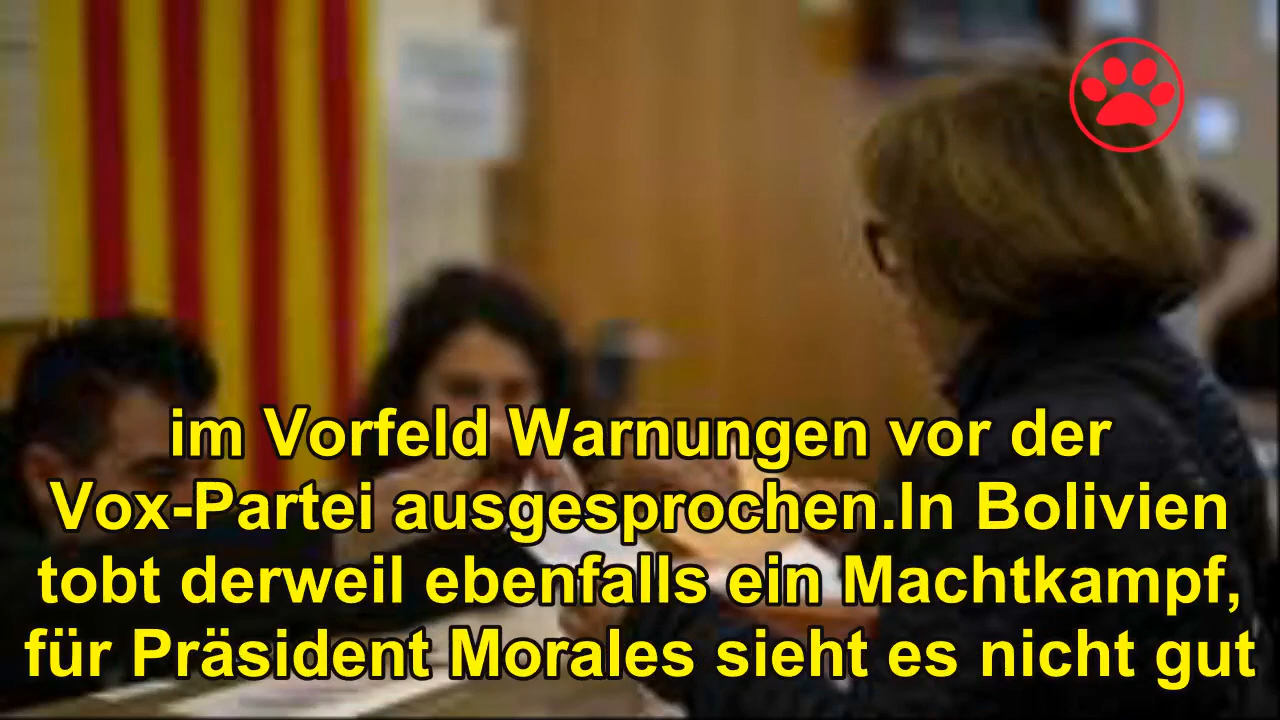 im Vorfeld Warnungen vor der
Vox-Partei ausgesprochen.In Bolivien
tobt derweil ebenfalls ein Machtkampf,
für Präsident Morales sieht es nicht gut